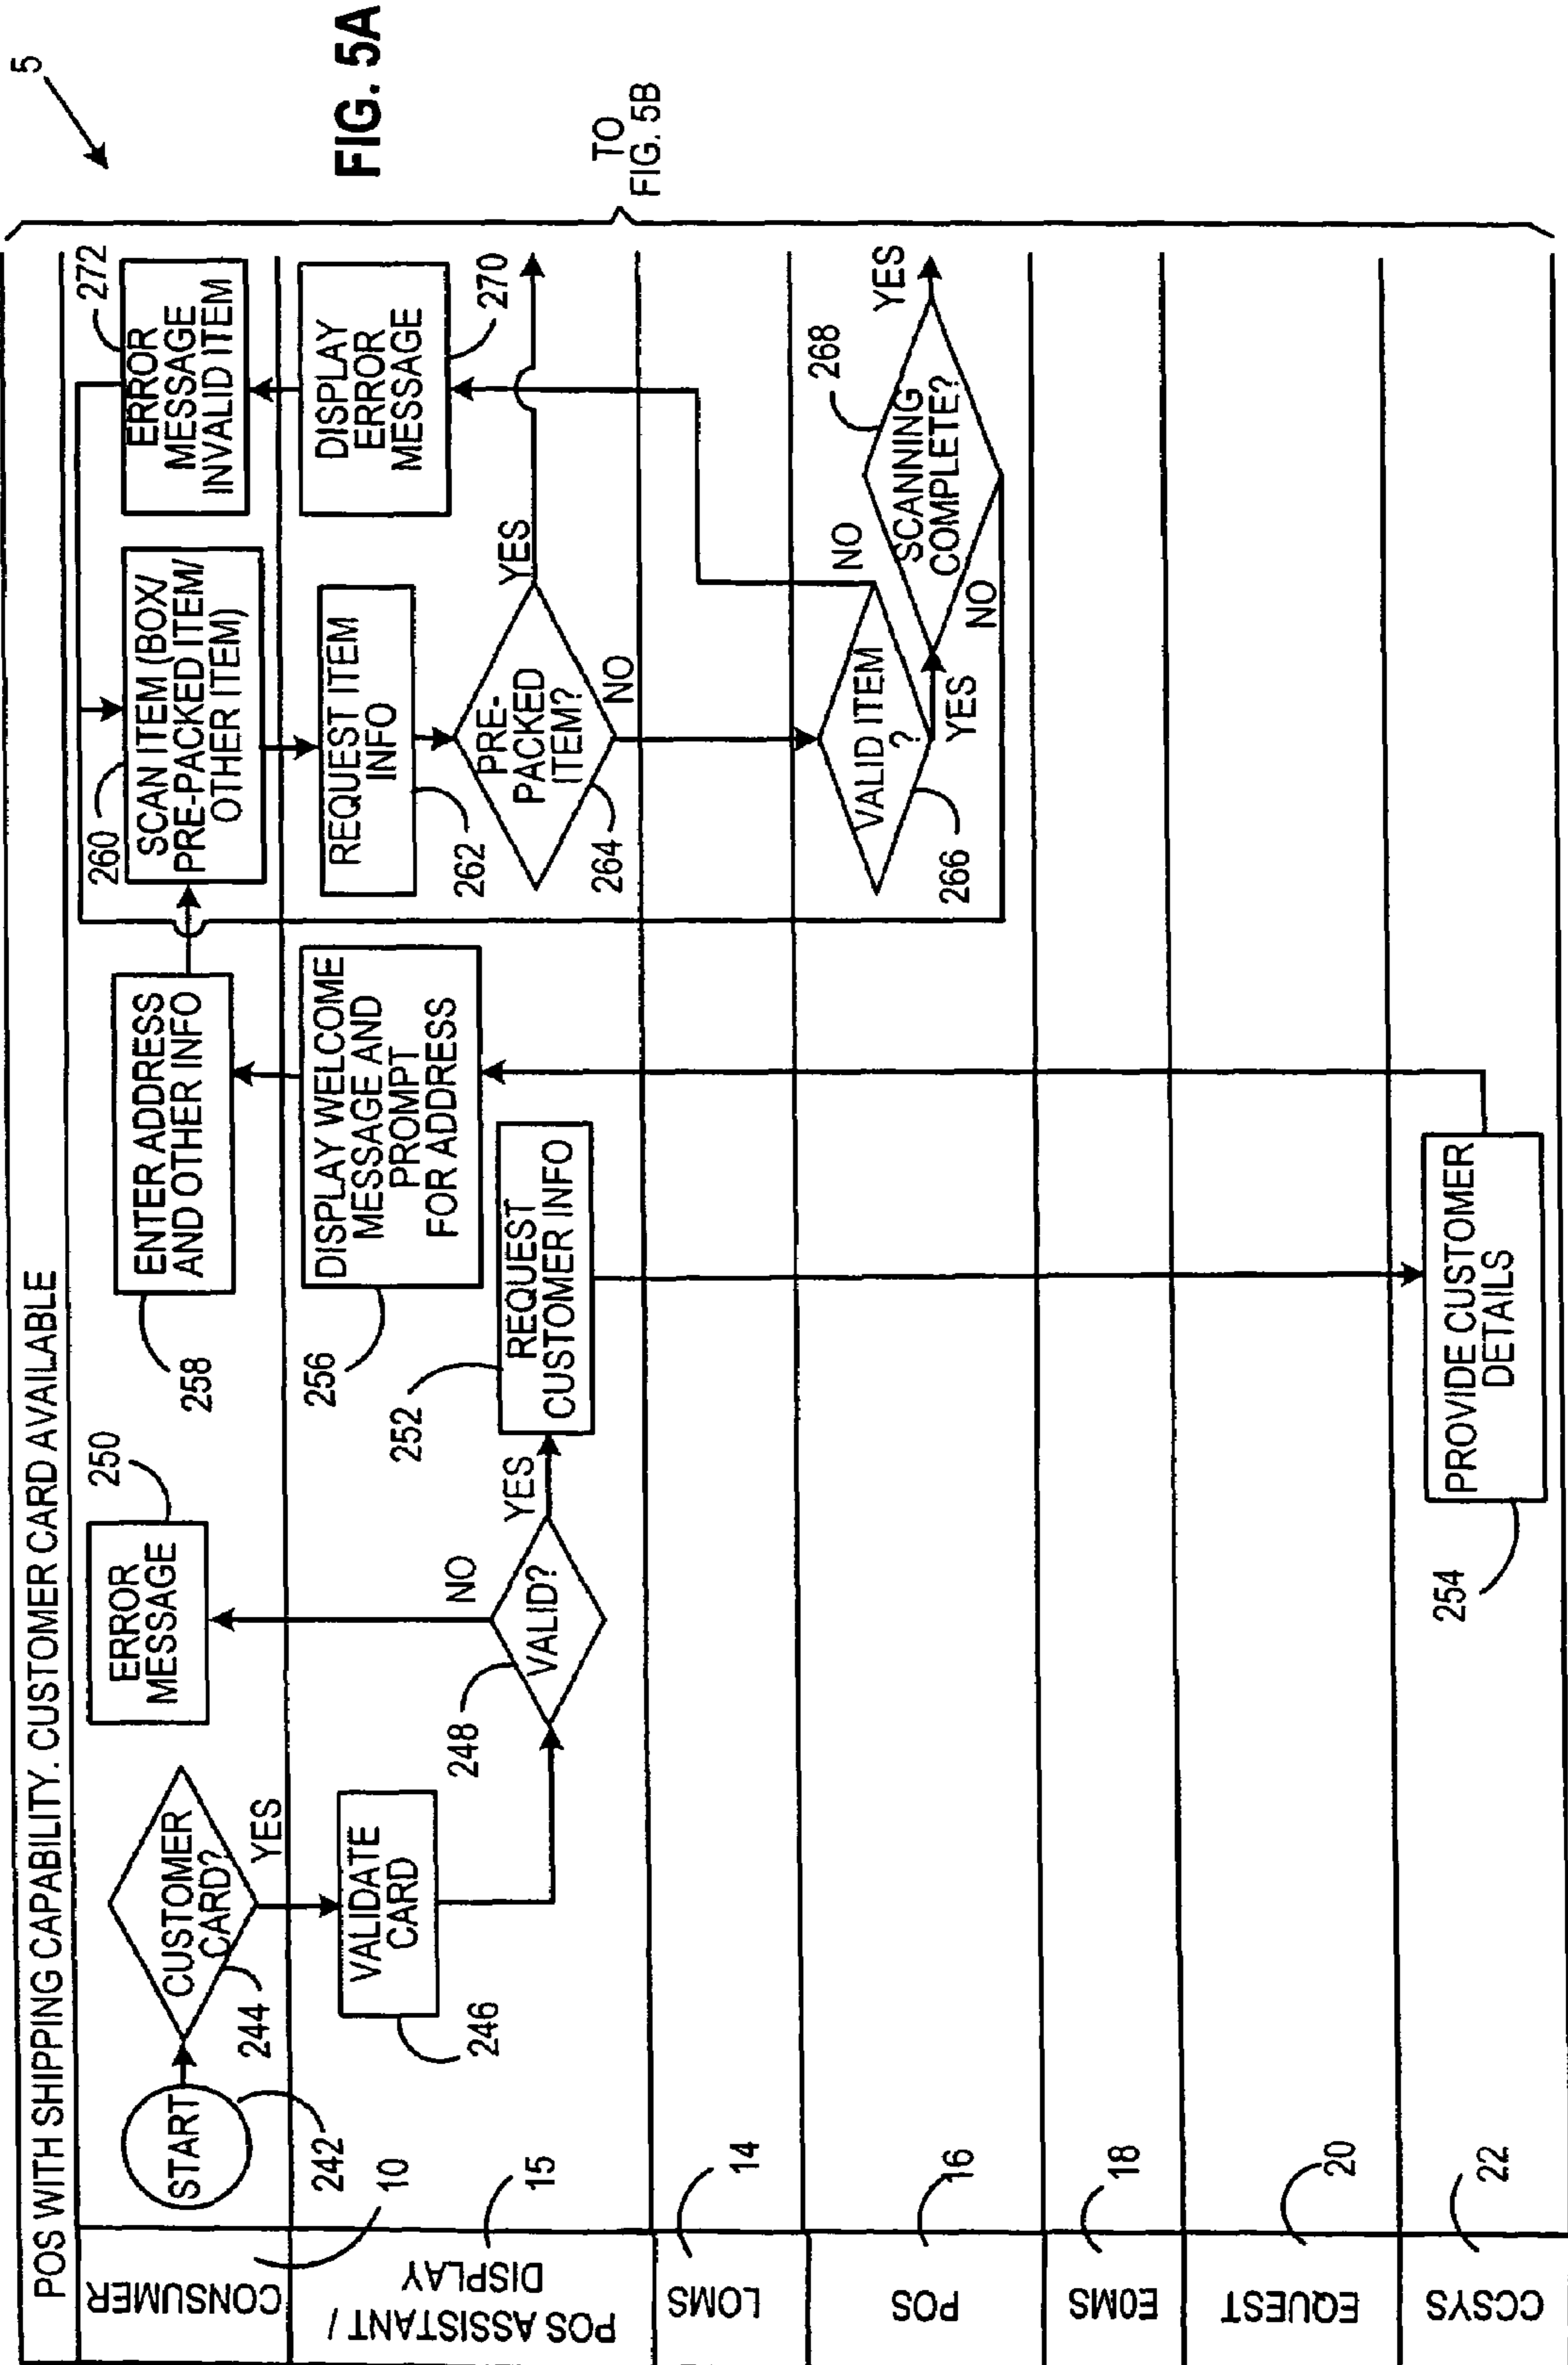 5
FIG. 5A
POS WITH SHIPPING CAPABILITY. CUSTOMER CARD AVAILABLE
CONSUMER
10
START
242
CUSTOMER
CARD?
244
YES
ERROR
MESSAGE
250
ENTER ADDRESS
AND OTHER INFO
258
SCAN ITEM (BOX/
PRE-PACKED ITEM/
OTHER ITEM)
260
ERROR
MESSAGE
INVALID ITEM
272
POS ASSISTANT /
DISPLAY
15
VALIDATE
CARD
246
VALID?
248
NO
YES
REQUEST
CUSTOMER INFO
252
DISPLAY WELCOME
MESSAGE AND
PROMPT
FOR ADDRESS
256
REQUEST ITEM
INFO
262
PRE-
PACKED
ITEM?
264
YES
NO
DISPLAY
ERROR
MESSAGE
270
TO
FIG. 5B
LOMS
14
POS
16
VALID ITEM
?
266
NO
YES
SCANNING
COMPLETE?
268
NO
YES
EOMS
18
EQUEST
20
CCSYS
22
PROVIDE CUSTOMER
DETAILS
254